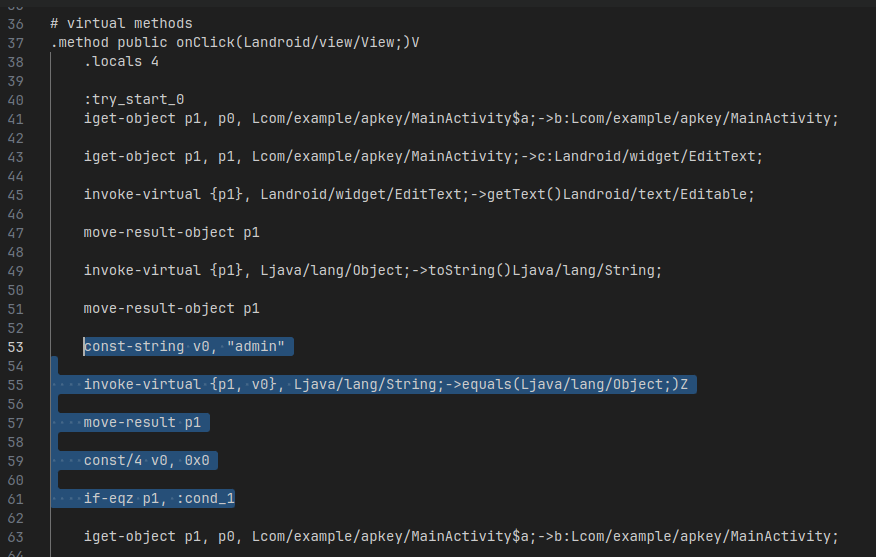 36 # virtual methods
37 .method public onClick(Landroid/view/View;)V
38 .locals 4
39
40 :try_start_0
41 iget-object p1, p0, Lcom/example/apkey/MainActivity$a;->b:Lcom/example/apkey/MainActivity;
42
43 iget-object p1, p1, Lcom/example/apkey/MainActivity;->c:Landroid/widget/EditText;
44
45 invoke-virtual {p1}, Landroid/widget/EditText;->getText()Landroid/text/Editable;
46
47 move-result-object p1
48
49 invoke-virtual {p1}, Ljava/lang/Object;->toString()Ljava/lang/String;
50
51 move-result-object p1
52
53 const-string v0, "admin"
54
55 invoke-virtual {p1, v0}, Ljava/lang/String;->equals(Ljava/lang/Object;)Z
56
57 move-result p1
58
59 const/4 v0, 0x0
60
61 if-eqz p1, :cond_1
62
63 iget-object p1, p0, Lcom/example/apkey/MainActivity$a;->b:Lcom/example/apkey/MainActivity;